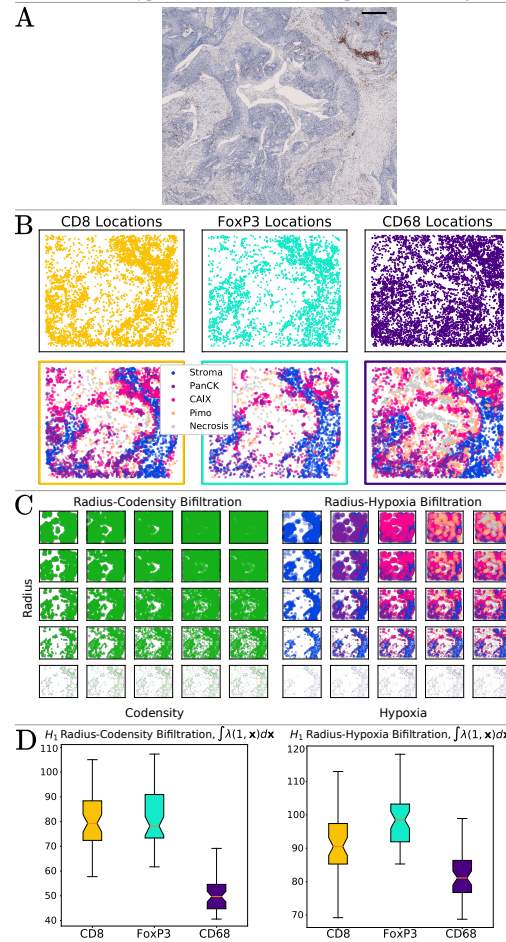 A
B
CD8 Locations FoxP3 Locations CD68 Locations
Stroma
PanCK
CAIX
Pimo
Necrosis
C
Radius-Codensity Bifiltration Radius-Hypoxia Bifiltration
Radius
Codensity Hypoxia
D
H₁ Radius-Codensity Bifiltration, ∫λ(1, x)dx
110
100
90
80
70
60
50
40
CD8 FoxP3 CD68
H₁ Radius-Hypoxia Bifiltration, ∫λ(1, x)dx
120
110
100
90
80
70
CD8 FoxP3 CD68